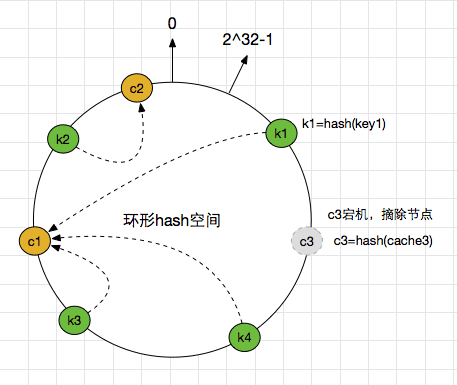 0
2^32-1
c2
k2
k1
k1=hash(key1)
环形hash空间
c3宕机，摘除节点
c1
c3
c3=hash(cache3)
k3
k4